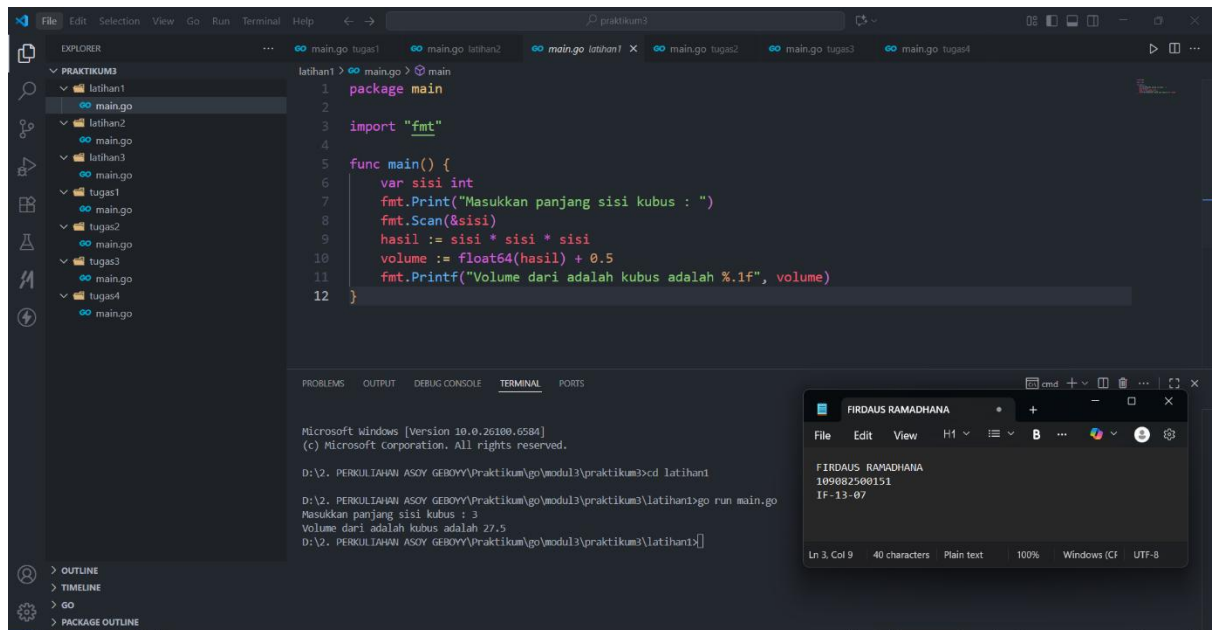 File Edit Selection View Go Run Terminal Help praktikum3
EXPLORER
PRAKTIKUM3
latihan1
main.go
latihan2
main.go
latihan3
main.go
tugas1
main.go
tugas2
main.go
tugas3
main.go
tugas4
main.go
OUTLINE
TIMELINE
GO
PACKAGE OUTLINE
main.go tugas1 main.go latihan2 main.go latihan1 main.go tugas2 main.go tugas3 main.go tugas4
latihan1 > main.go > main
1 package main
2
3 import "fmt"
4
5 func main() {
6 var sisi int
7 fmt.Print("Masukkan panjang sisi kubus : ")
8 fmt.Scan(&sisi)
9 hasil := sisi * sisi * sisi
10 volume := float64(hasil) + 0.5
11 fmt.Printf("Volume dari adalah kubus adalah %.1f", volume)
12 }
PROBLEMS OUTPUT DEBUG CONSOLE TERMINAL PORTS
cmd
Microsoft Windows [Version 10.0.26100.6584]
(c) Microsoft Corporation. All rights reserved.
D:\2. PERKULIAHAN ASOY GEBOYY\Praktikum\go\modul3\praktikum3>cd latihan1
D:\2. PERKULIAHAN ASOY GEBOYY\Praktikum\go\modul3\praktikum3\latihan1>go run main.go
Masukkan panjang sisi kubus : 3
Volume dari adalah kubus adalah 27.5
D:\2. PERKULIAHAN ASOY GEBOYY\Praktikum\go\modul3\praktikum3\latihan1>
FIRDAUS RAMADHANA
File Edit View H1 B
FIRDAUS RAMADHANA
109082500151
IF-13-07
Ln 3, Col 9 40 characters Plain text 100% Windows (CF UTF-8